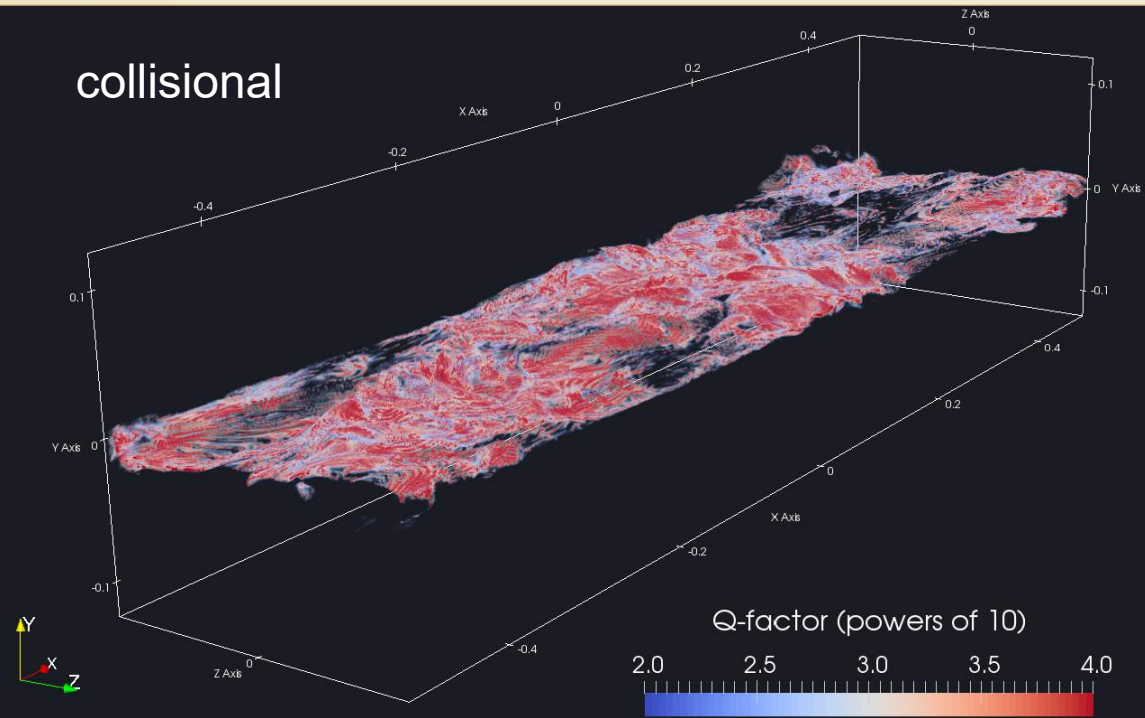 collisional
Z Axis
0
0.4
0.2
0
X Axis
-0.2
-0.4
0.1
0 Y Axis
-0.1
0.1
Y Axis 0
-0.1
0.4
0.2
0
X Axis
-0.2
-0.4
0
Z Axis
Y
X
Z
Q-factor (powers of 10)
2.0 2.5 3.0 3.5 4.0